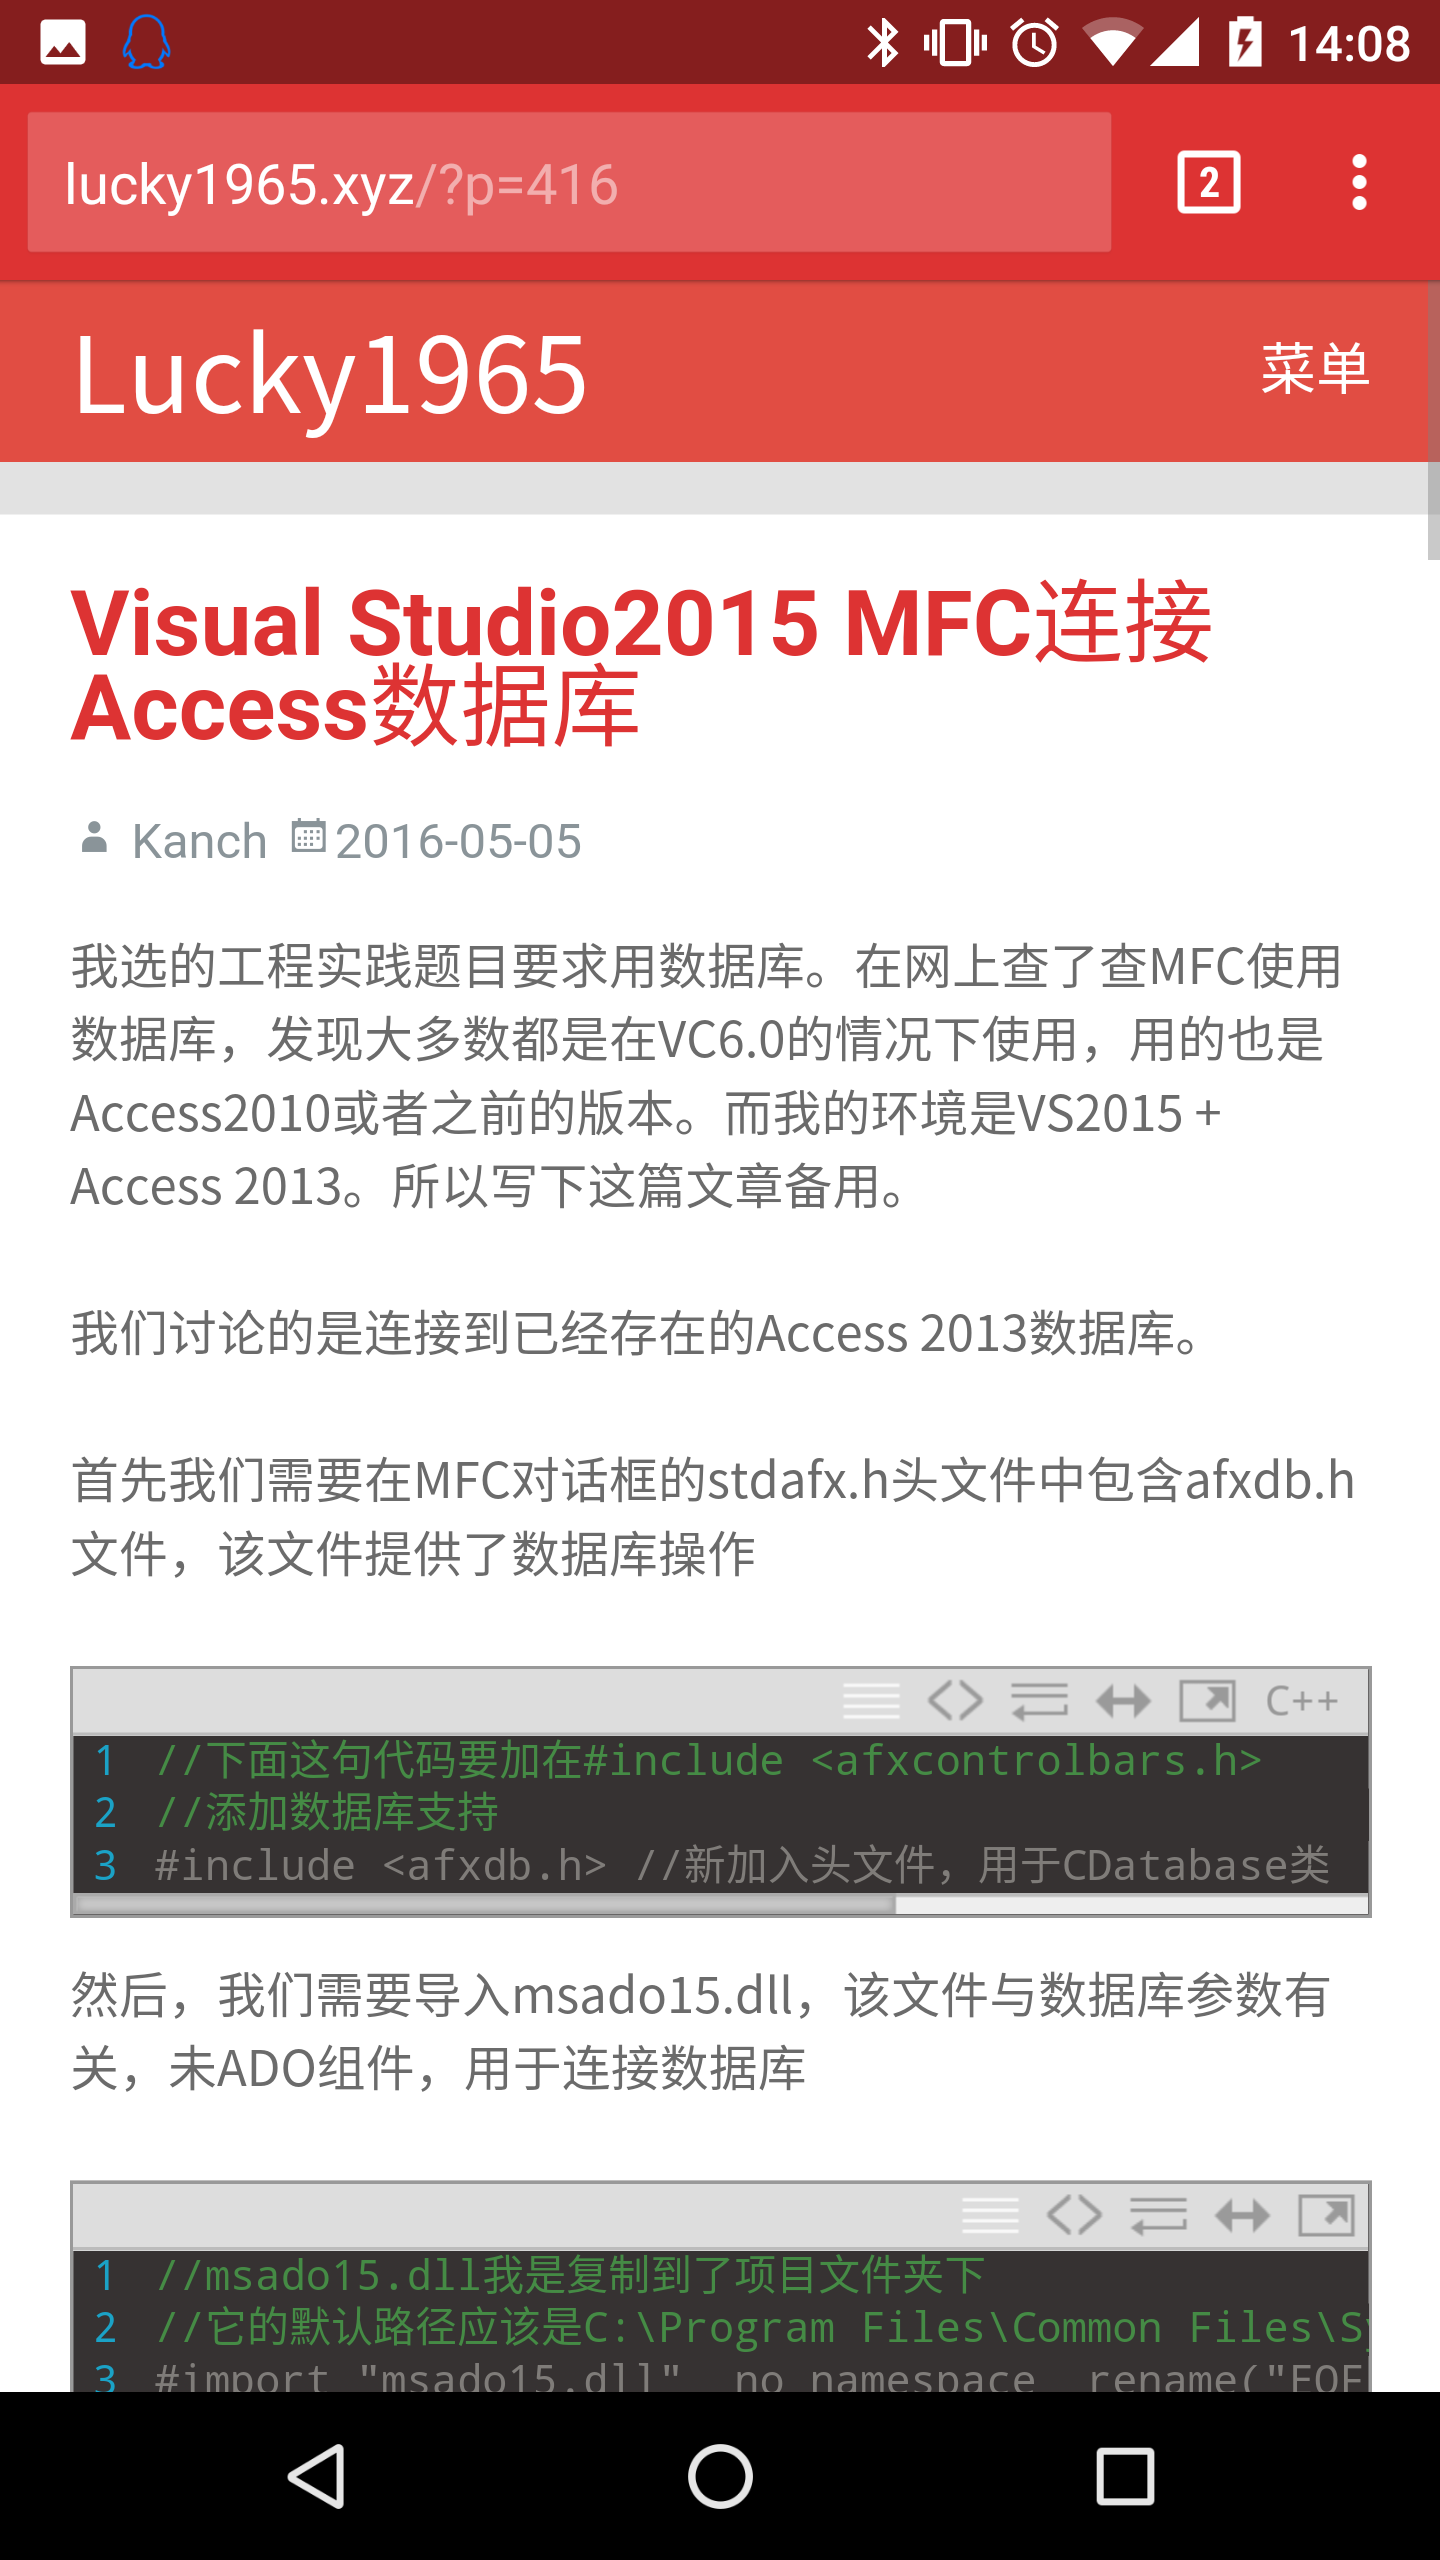 14:08
lucky1965.xyz/?p=416
2
Lucky1965
菜单
Visual Studio2015 MFC连接
Access数据库
Kanch 2016-05-05
我选的工程实践题目要求用数据库。在网上查了查MFC使用
数据库，发现大多数都是在VC6.0的情况下使用，用的也是
Access2010或者之前的版本。而我的环境是VS2015 +
Access 2013。所以写下这篇文章备用。
我们讨论的是连接到已经存在的Access 2013数据库。
首先我们需要在MFC对话框的stdafx.h头文件中包含afxdb.h
文件，该文件提供了数据库操作
C++
1 //下面这句代码要加在#include <afxcontrolbars.h>
2 //添加数据库支持
3 #include <afxdb.h> //新加入头文件，用于CDatabase类
然后，我们需要导入msado15.dll，该文件与数据库参数有
关，未ADO组件，用于连接数据库
1 //msado15.dll我是复制到了项目文件夹下
2 //它的默认路径应该是C:\Program Files\Common Files\Sy
3 #import "msado15.dll"  no_namespace  rename("EOF